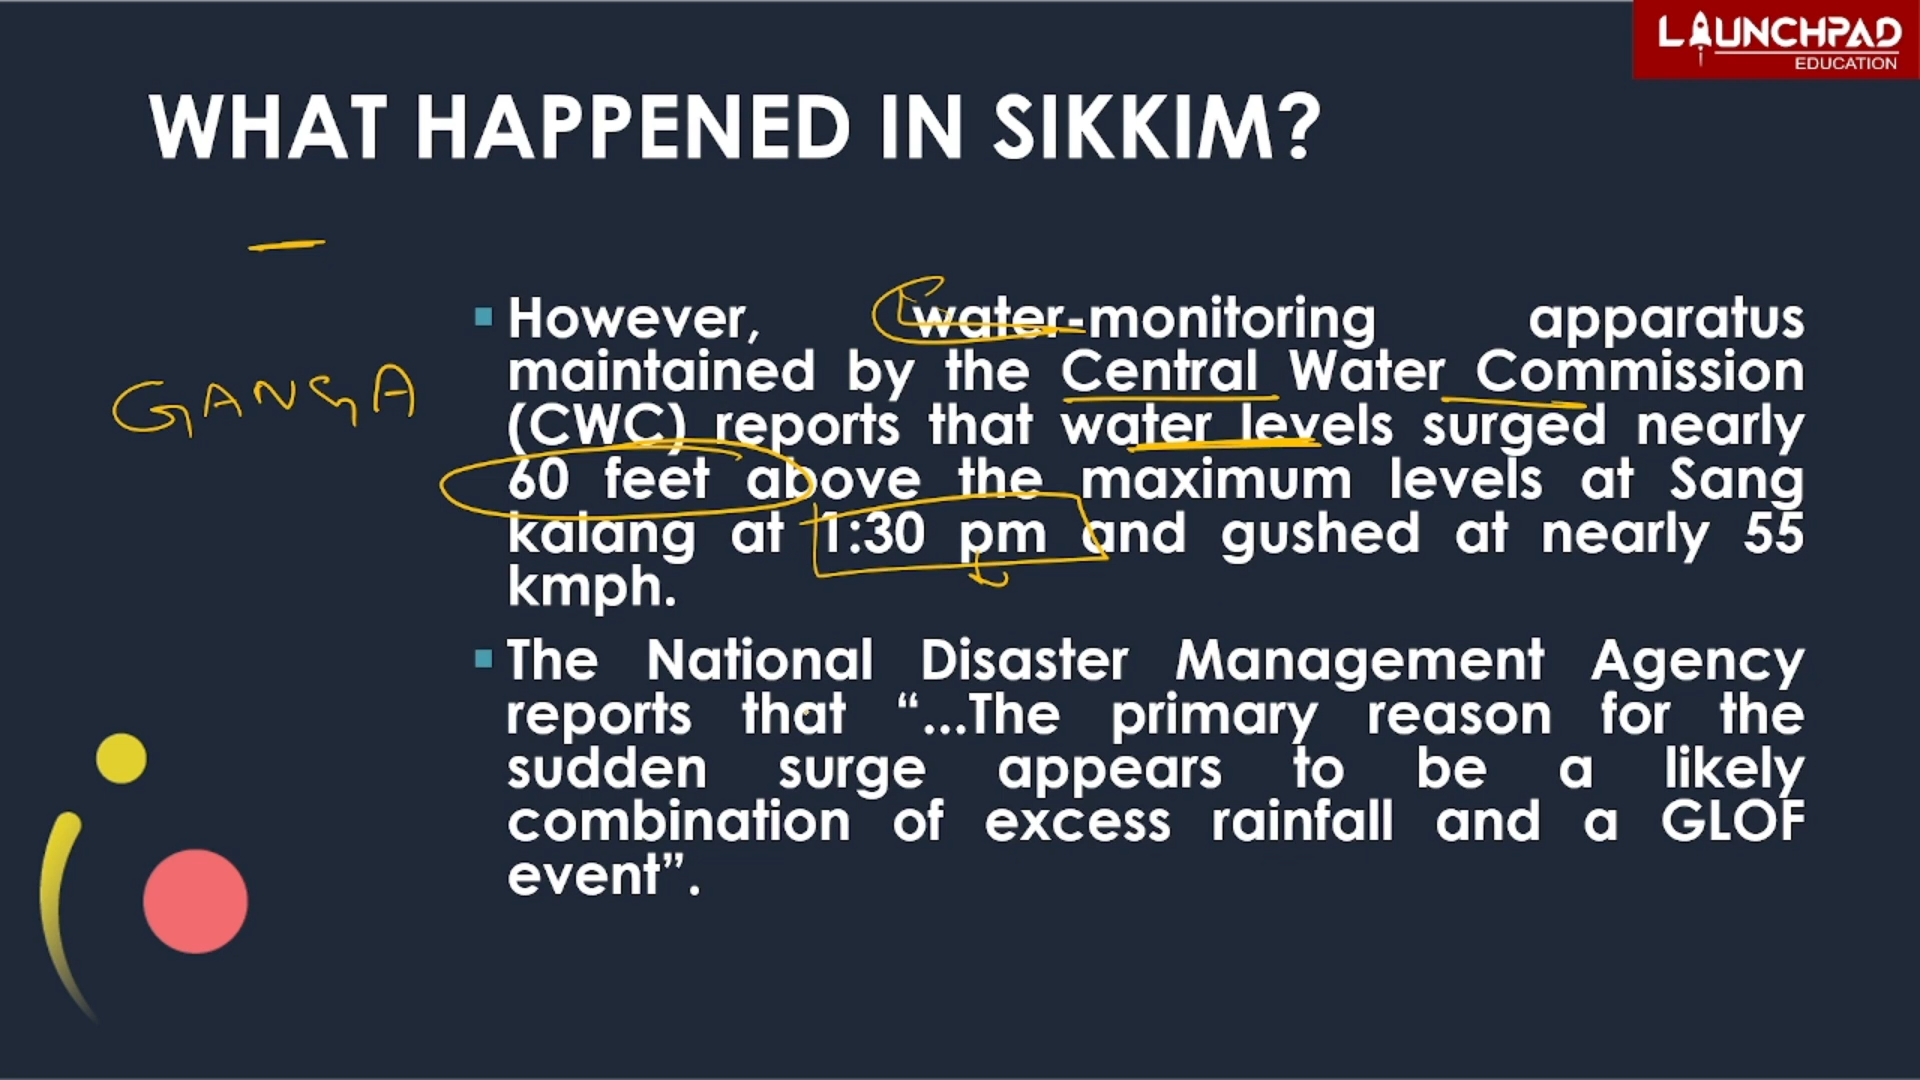 LAUNCHPAD
EDUCATION
WHAT HAPPENED IN SIKKIM?
GANGA
However, water-monitoring apparatus
maintained by the Central Water Commission
(CWC) reports that water levels surged nearly
60 feet above the maximum levels at Sang
kalang at 1:30 pm and gushed at nearly 55
kmph.
The National Disaster Management Agency
reports that “...The primary reason for the
sudden surge appears to be a likely
combination of excess rainfall and a GLOF
event”.